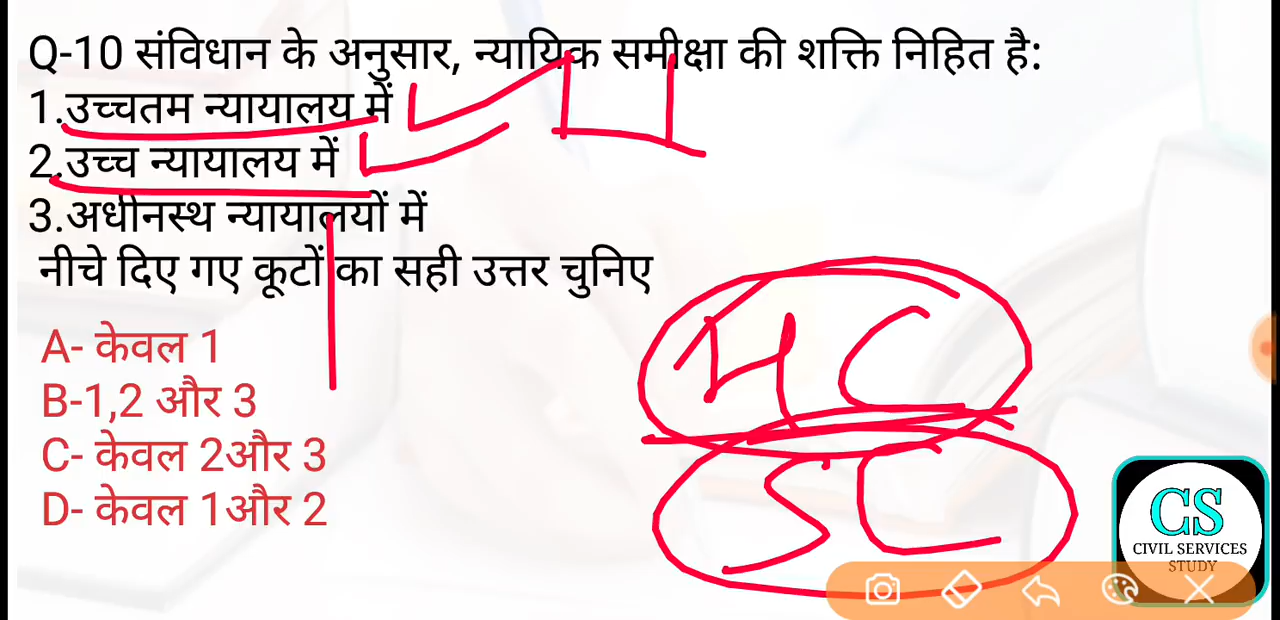 Q-10 संविधान के अनुसार, न्यायिक समीक्षा की शक्ति निहित है:
1.उच्चतम न्यायालय में
2.उच्च न्यायालय में
3.अधीनस्थ न्यायालयों में
नीचे दिए गए कूटों का सही उत्तर चुनिए
A- केवल 1
B-1,2 और 3
C- केवल 2और 3
D- केवल 1और 2
HC
SC
CS
CIVIL SERVICES
STUDY